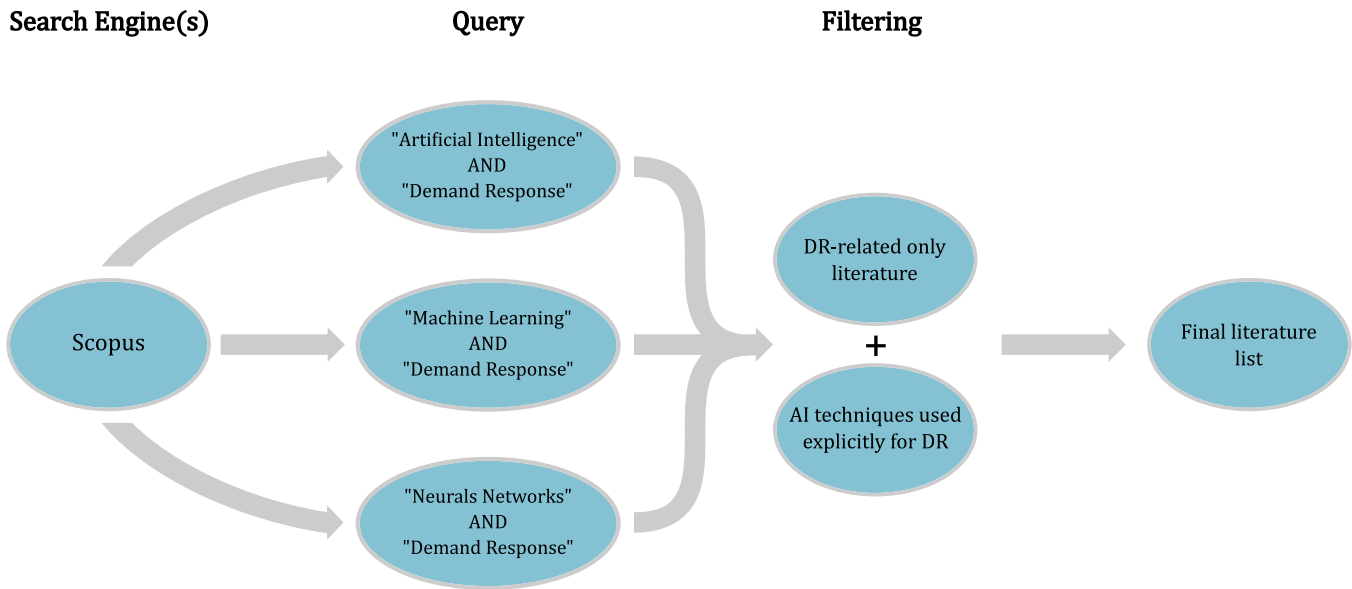 Search Engine(s)
Query
Filtering
"Artificial Intelligence"
AND
"Demand Response"
DR-related only
literature
Scopus
"Machine Learning"
AND
"Demand Response"
+
Final literature
list
AI techniques used
explicitly for DR
"Neurals Networks"
AND
"Demand Response"